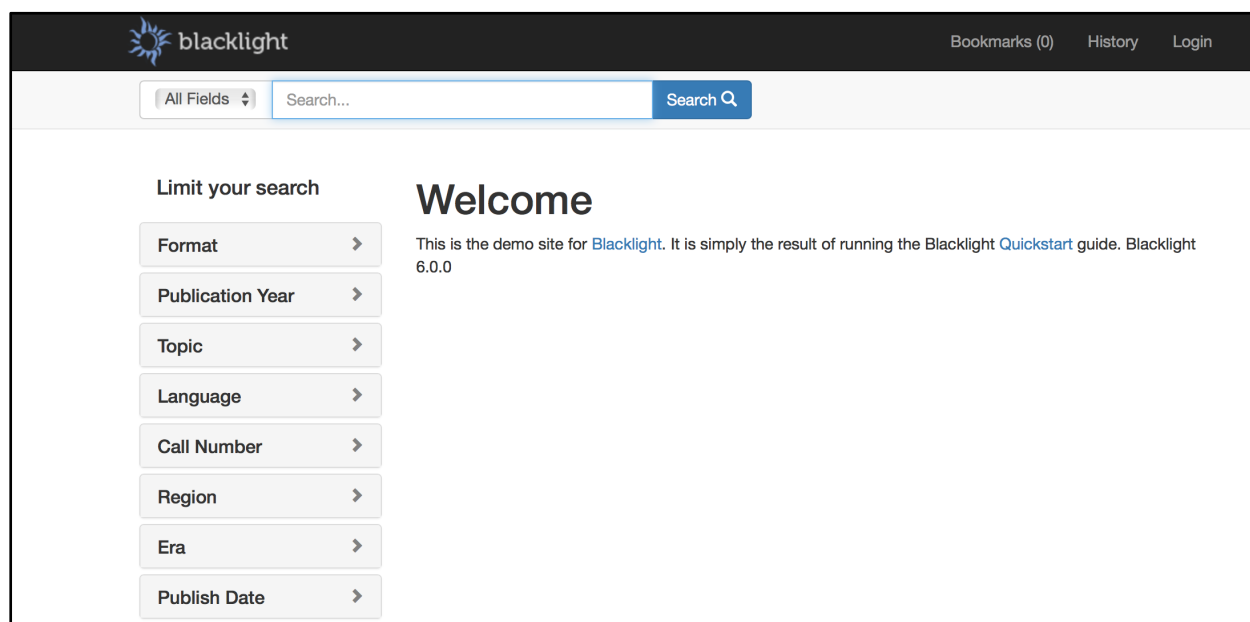 blacklight
Bookmarks (0) History Login
All Fields Search... Search
Limit your search
Format
Publication Year
Topic
Language
Call Number
Region
Era
Publish Date
Welcome
This is the demo site for Blacklight. It is simply the result of running the Blacklight Quickstart guide. Blacklight
6.0.0